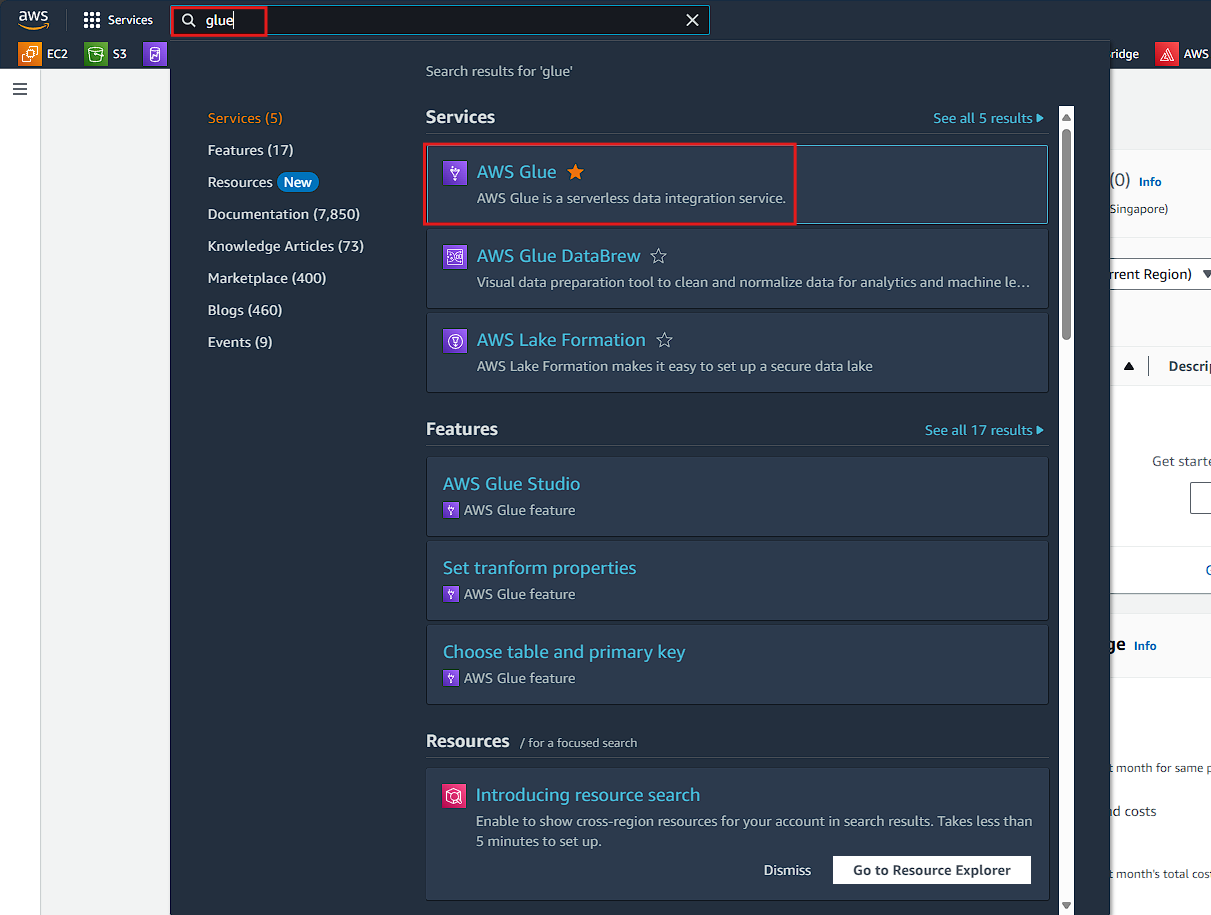 aws
Services
glue
EC2
S3
ridge
AWS
Search results for 'glue'
Services (5)
Features (17)
Resources New
Documentation (7,850)
Knowledge Articles (73)
Marketplace (400)
Blogs (460)
Events (9)
Services
See all 5 results
AWS Glue
AWS Glue is a serverless data integration service.
AWS Glue DataBrew
Visual data preparation tool to clean and normalize data for analytics and machine le…
AWS Lake Formation
AWS Lake Formation makes it easy to set up a secure data lake
Features
See all 17 results
AWS Glue Studio
AWS Glue feature
Set tranform properties
AWS Glue feature
Choose table and primary key
AWS Glue feature
Resources / for a focused search
Introducing resource search
Enable to show cross-region resources for your account in search results. Takes less than
5 minutes to set up.
Dismiss
Go to Resource Explorer
(0) Info
Singapore)
rrent Region)
Descri
Get starte
ge Info
t month for same p
d costs
t month's total cos